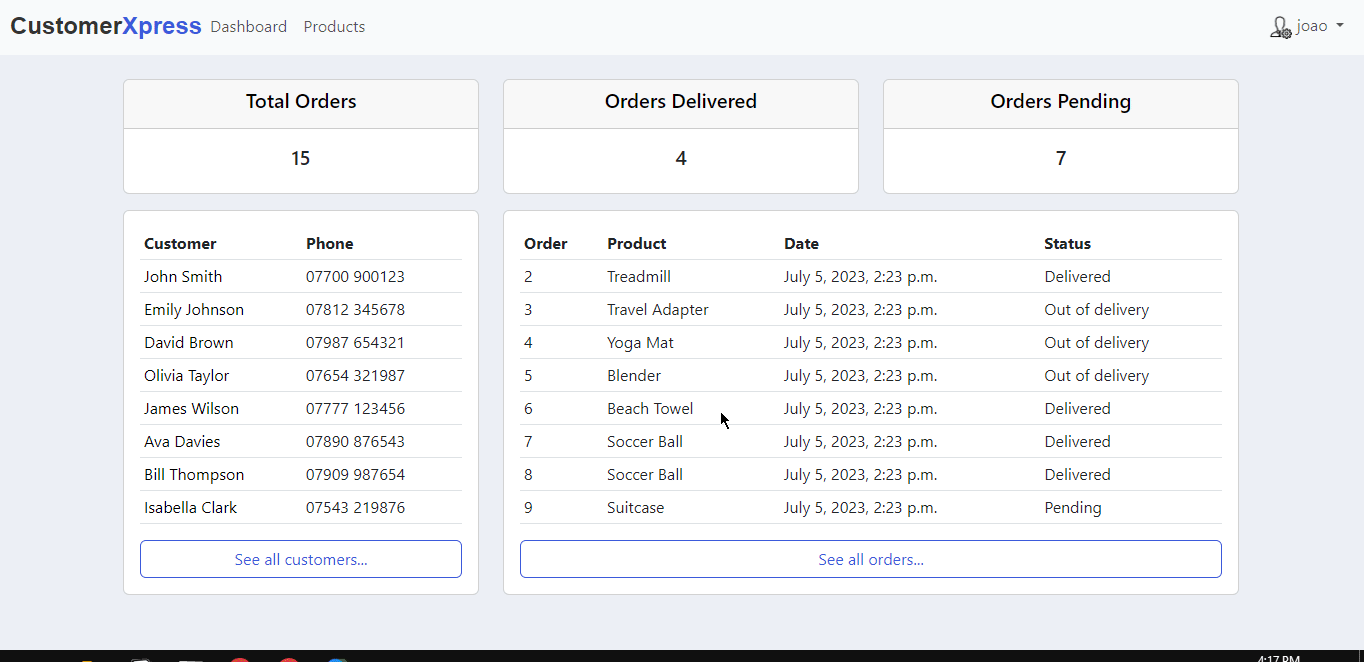 CustomerXpress Dashboard Products joao
Total Orders
15
Orders Delivered
4
Orders Pending
7
Customer Phone
John Smith 07700 900123
Emily Johnson 07812 345678
David Brown 07987 654321
Olivia Taylor 07654 321987
James Wilson 07777 123456
Ava Davies 07890 876543
Bill Thompson 07909 987654
Isabella Clark 07543 219876
See all customers...
Order Product Date Status
2 Treadmill July 5, 2023, 2:23 p.m. Delivered
3 Travel Adapter July 5, 2023, 2:23 p.m. Out of delivery
4 Yoga Mat July 5, 2023, 2:23 p.m. Out of delivery
5 Blender July 5, 2023, 2:23 p.m. Out of delivery
6 Beach Towel July 5, 2023, 2:23 p.m. Delivered
7 Soccer Ball July 5, 2023, 2:23 p.m. Delivered
8 Soccer Ball July 5, 2023, 2:23 p.m. Delivered
9 Suitcase July 5, 2023, 2:23 p.m. Pending
See all orders...
4:17 PM